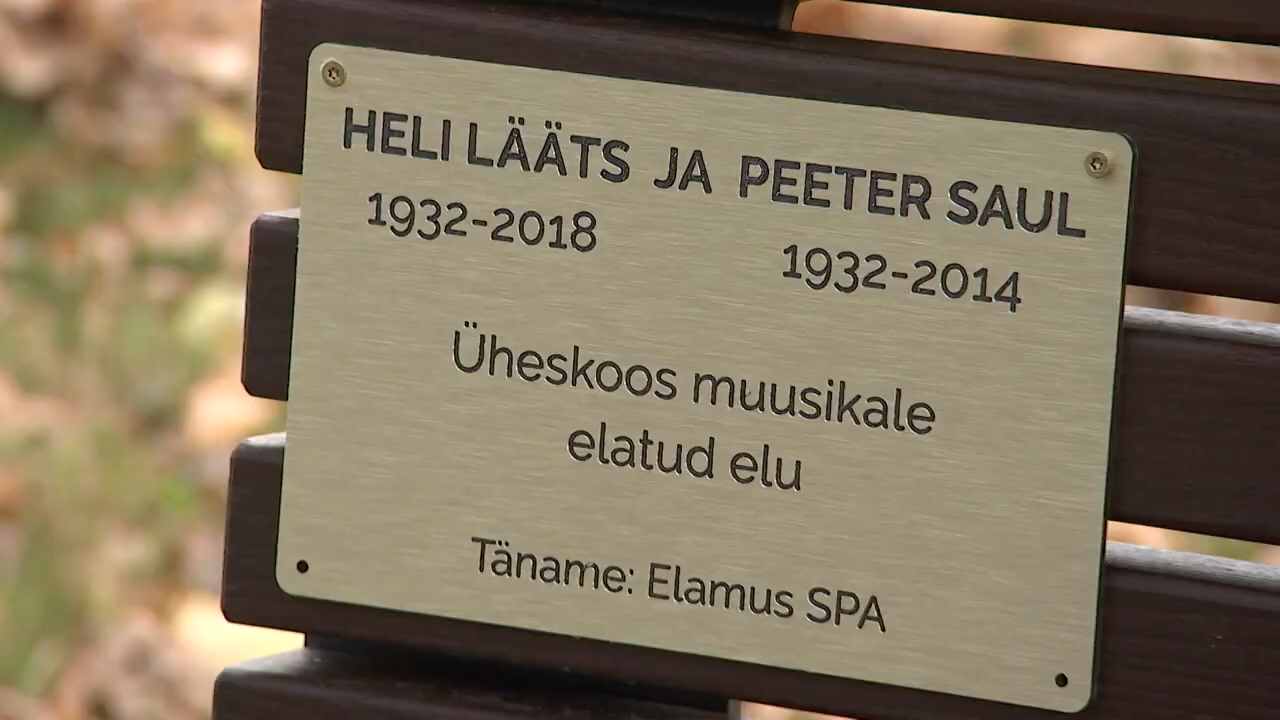 HELI LÄÄTS JA PEETER SAUL
1932-2018 1932-2014
Üheskoos muusikale
elatud elu
Täname: Elamus SPA